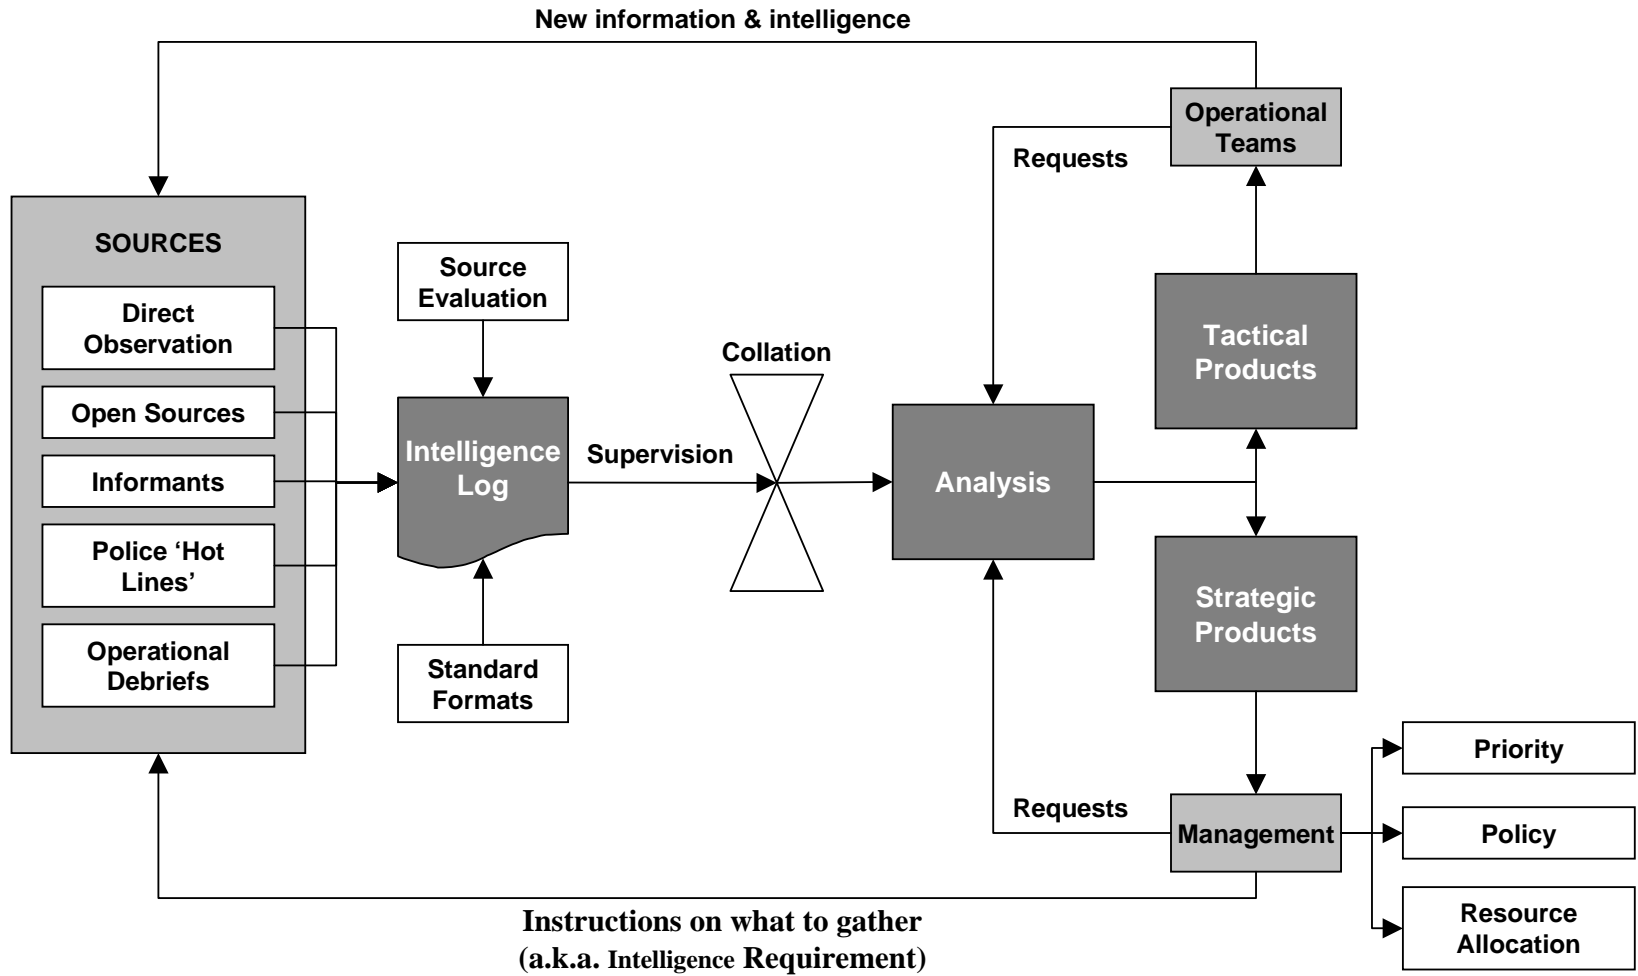 New information & intelligence
Operational
Teams
Requests
SOURCES
Direct
Observation
Open Sources
Informants
Police ‘Hot
Lines’
Operational
Debriefs
Source
Evaluation
Intelligence
Log
Standard
Formats
Supervision
Collation
Analysis
Tactical
Products
Strategic
Products
Requests
Management
Priority
Policy
Resource
Allocation
Instructions on what to gather
(a.k.a. Intelligence Requirement)